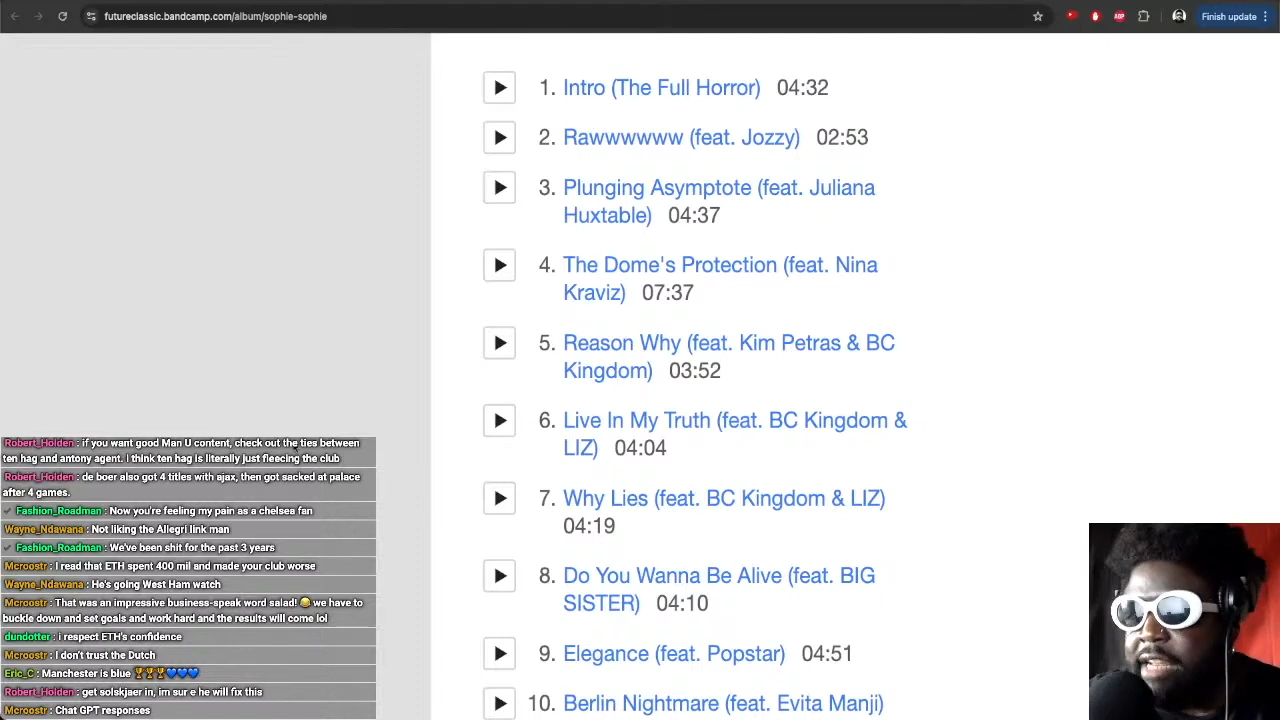 futureclassic.bandcamp.com/album/sophie-sophie
ABP
Finish update
1. Intro (The Full Horror) 04:32
2. Rawwwwww (feat. Jozzy) 02:53
3. Plunging Asymptote (feat. Juliana
Huxtable) 04:37
4. The Dome's Protection (feat. Nina
Kraviz) 07:37
5. Reason Why (feat. Kim Petras & BC
Kingdom) 03:52
6. Live In My Truth (feat. BC Kingdom &
LIZ) 04:04
7. Why Lies (feat. BC Kingdom & LIZ)
04:19
8. Do You Wanna Be Alive (feat. BIG
SISTER) 04:10
9. Elegance (feat. Popstar) 04:51
10. Berlin Nightmare (feat. Evita Manji)
Robert_Holden : if you want good Man U content, check out the ties between
ten hag and antony agent. I think ten hag is literally just fleecing the club
Robert_Holden : de boer also got 4 titles with ajax, then got sacked at palace
after 4 games.
Fashion_Roadman : Now you're feeling my pain as a chelsea fan
Wayne_Ndawana : Not liking the Allegri link man
Fashion_Roadman : We've been shit for the past 3 years
Mcroostr : I read that ETH spent 400 mil and made your club worse
Wayne_Ndawana : He's going West Ham watch
Mcroostr : That was an impressive business-speak word salad! 😂 we have to
buckle down and set goals and work hard and the results will come lol
dundotter : i respect ETH's confidence
Mcroostr : I don't trust the Dutch
Eric_C : Manchester is blue 🏆🏆🏆💙💙💙
Robert_Holden : get solskjaer in, im sur e he will fix this
Mcroostr : Chat GPT responses